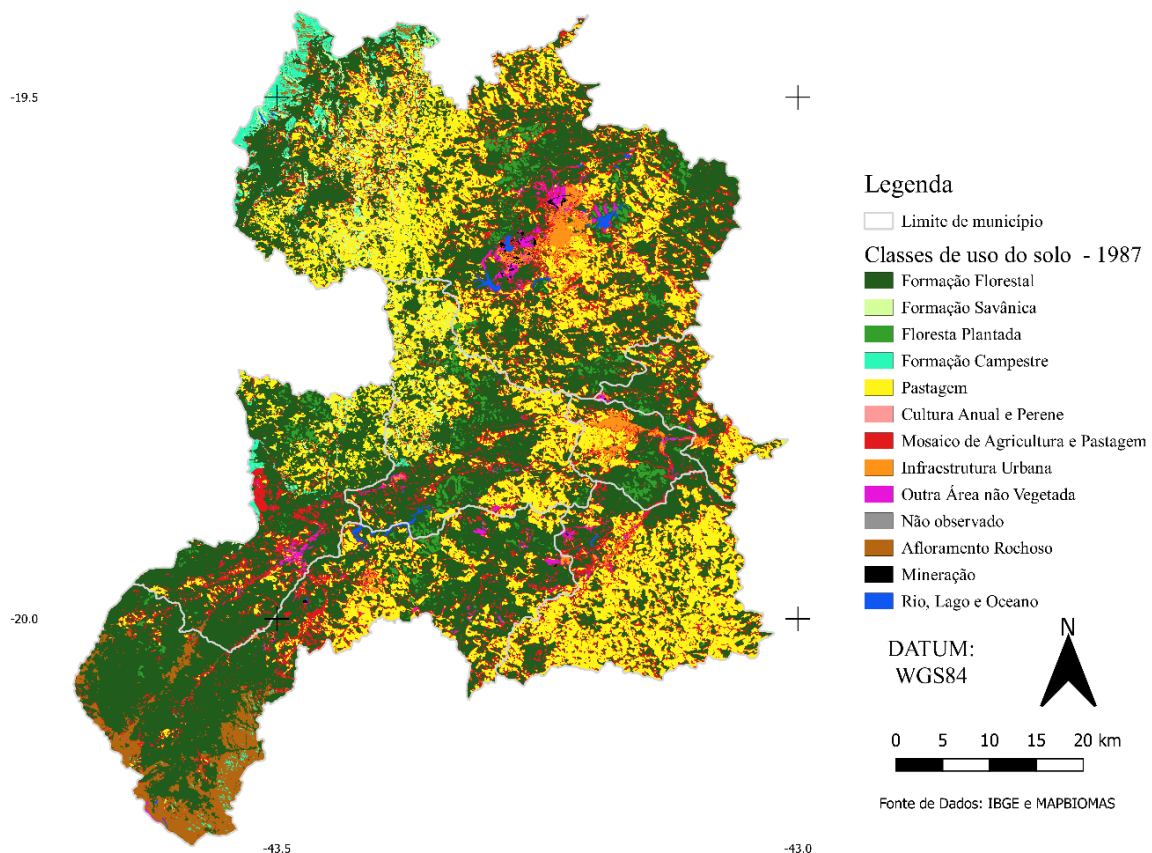 -19.5
Legenda
Limite de município
Classes de uso do solo - 1987
Formação Florestal
Formação Savânica
Floresta Plantada
Formação Campestre
Pastagem
Cultura Anual e Perene
Mosaico de Agricultura e Pastagem
Infraestrutura Urbana
Outra Área não Vegetada
Não observado
Afloramento Rochoso
Mineração
Rio, Lago e Oceano
-20.0
N
DATUM:
WGS84
0 5 10 15 20 km
Fonte de Dados: IBGE e MAPBIOMAS
-43.5 -43.0